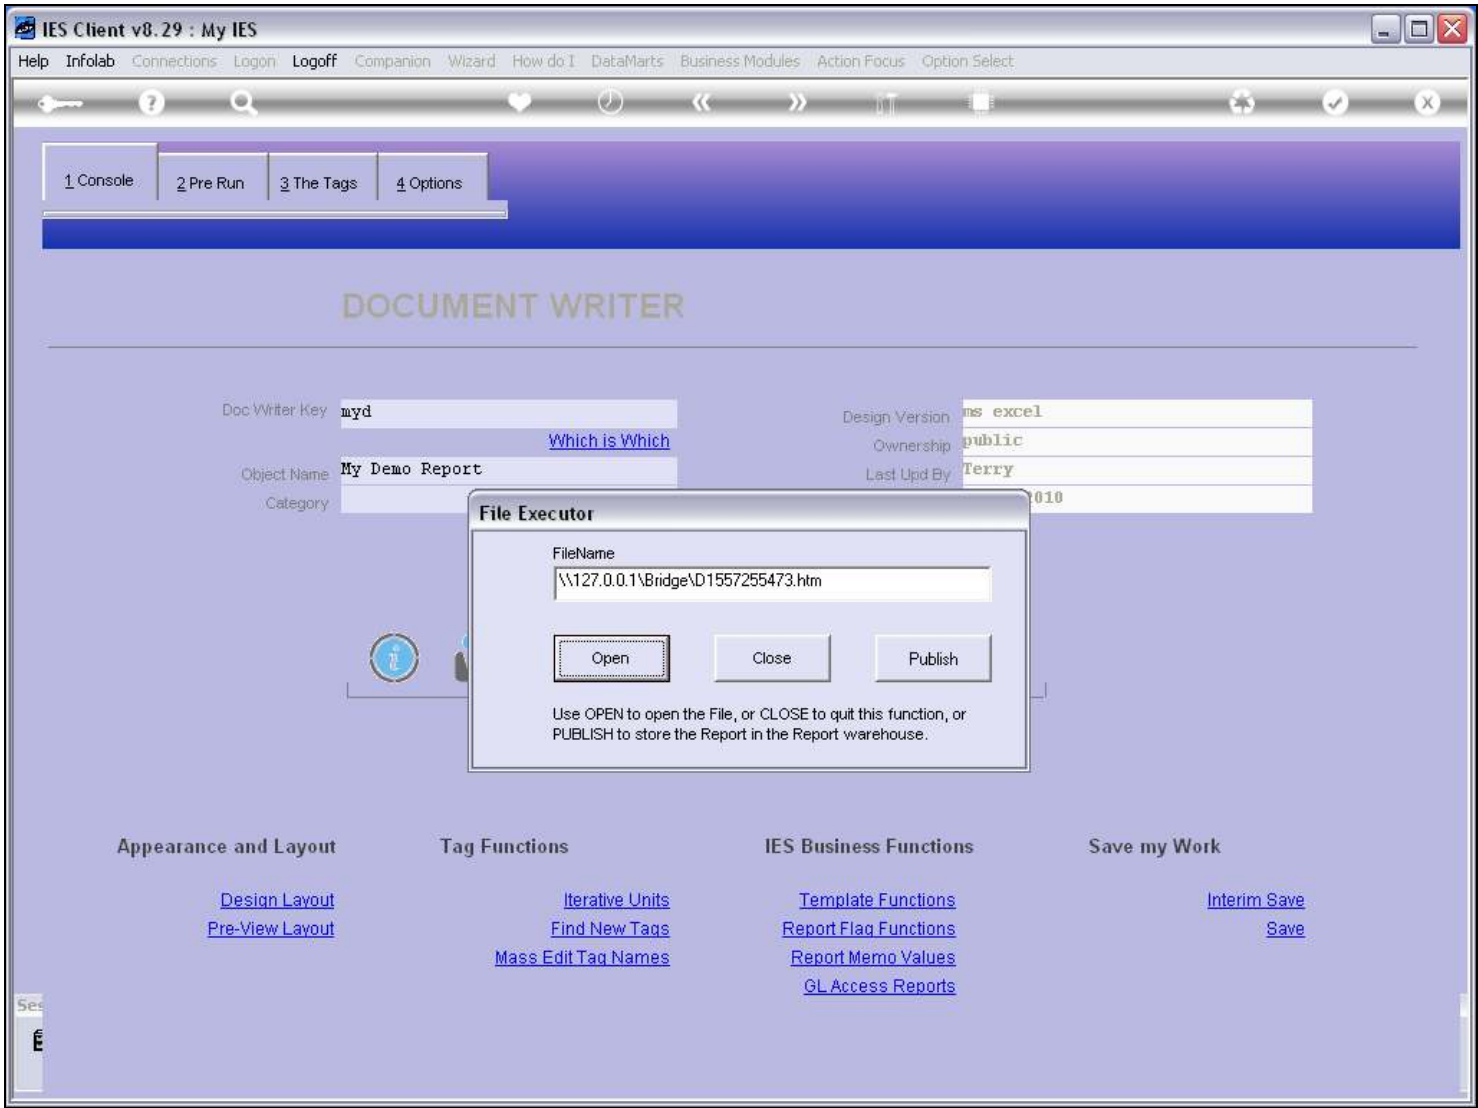 IES Client v8.29 : My IES
Help Infolab Connections Logon Logoff Companion Wizard How do I DataMarts Business Modules Action Focus Option Select
1 Console 2 Pre Run 3 The Tags 4 Options
DOCUMENT WRITER
Doc Writer Key myd
Design Version ms excel
Which is Which
Ownership public
Object Name My Demo Report
Last Upd By Terry
Category
2010
File Executor
FileName
\\127.0.0.1\Bridge\D1557255473.htm
Open Close Publish
Use OPEN to open the File, or CLOSE to quit this function, or
PUBLISH to store the Report in the Report warehouse.
Appearance and Layout Tag Functions IES Business Functions Save my Work
Design Layout Iterative Units Template Functions Interim Save
Pre-View Layout Find New Tags Report Flag Functions Save
Mass Edit Tag Names Report Memo Values
GL Access Reports
Ses